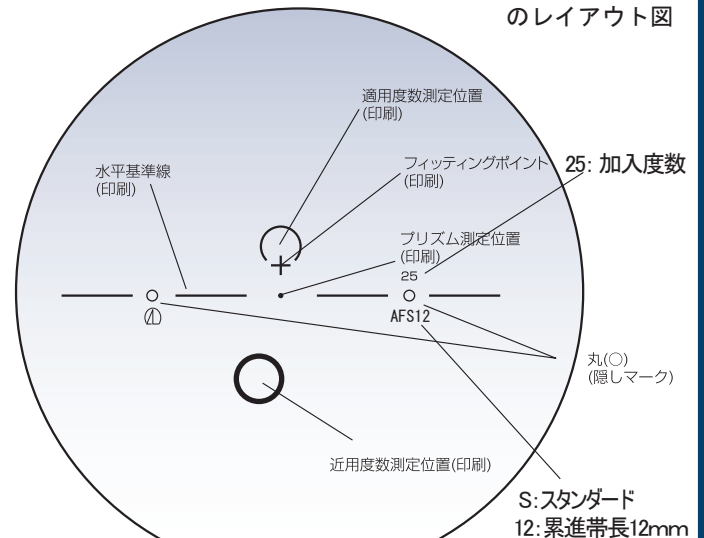 のレイアウト図
適用度数測定位置
(印刷)
水平基準線
(印刷)
フィッティングポイント
(印刷)
25: 加入度数
プリズム測定位置
(印刷)
25
AFS12
丸(○)
(隠しマーク)
近用度数測定位置(印刷)
S:スタンダード
12:累進帯長12mm